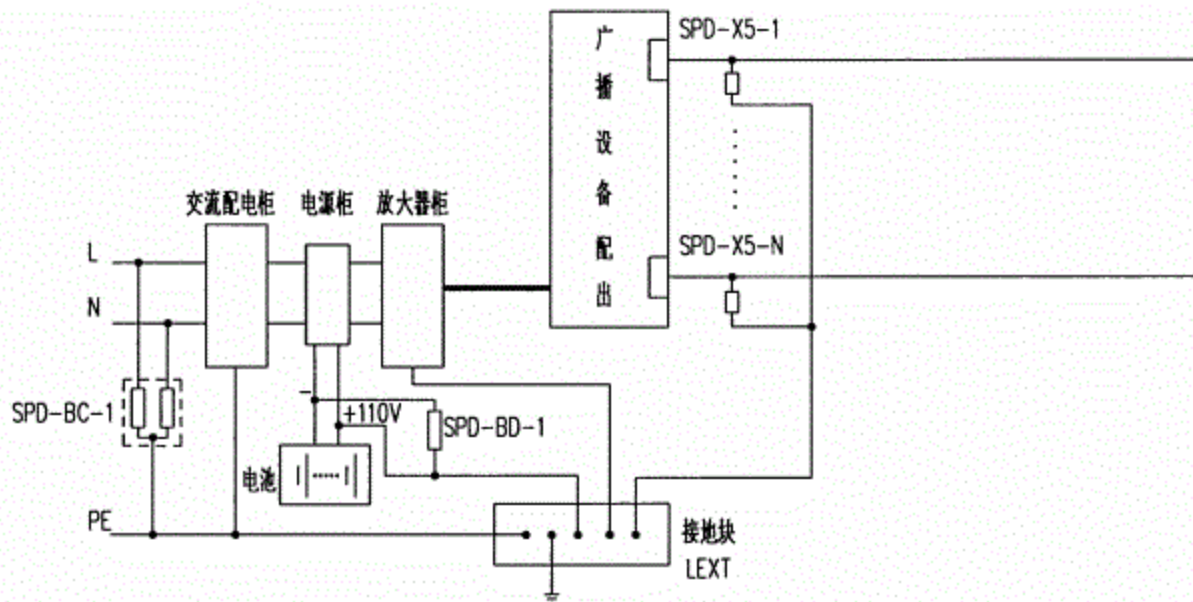 广播设备配出
SPD-X5-1
SPD-X5-N
交流配电柜
电源柜
放大器柜
L
N
SPD-BC-1
-
+110V
SPD-BD-1
电池
PE
接地块
LEXT